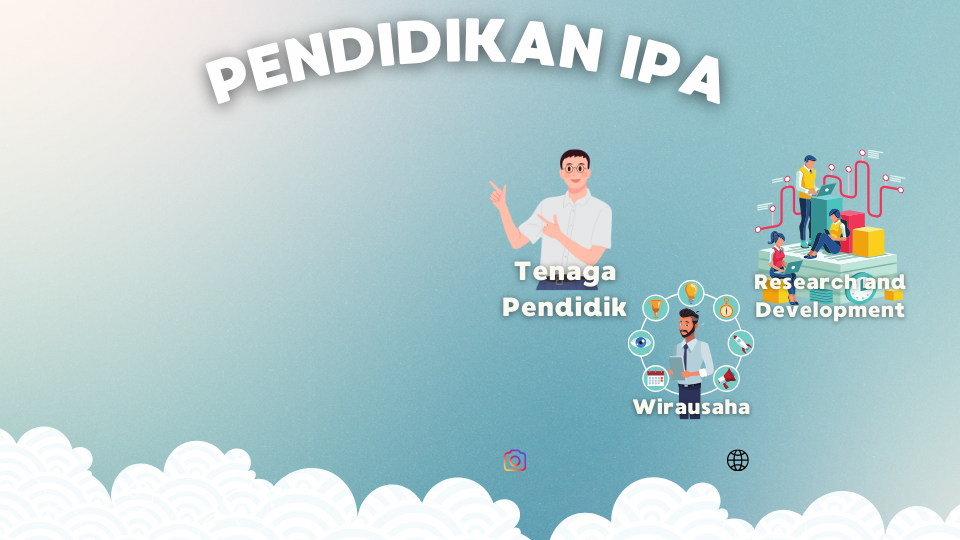 PENDIDIKAN IPA
Tenaga
Pendidik
Research and
Development
Wirausaha